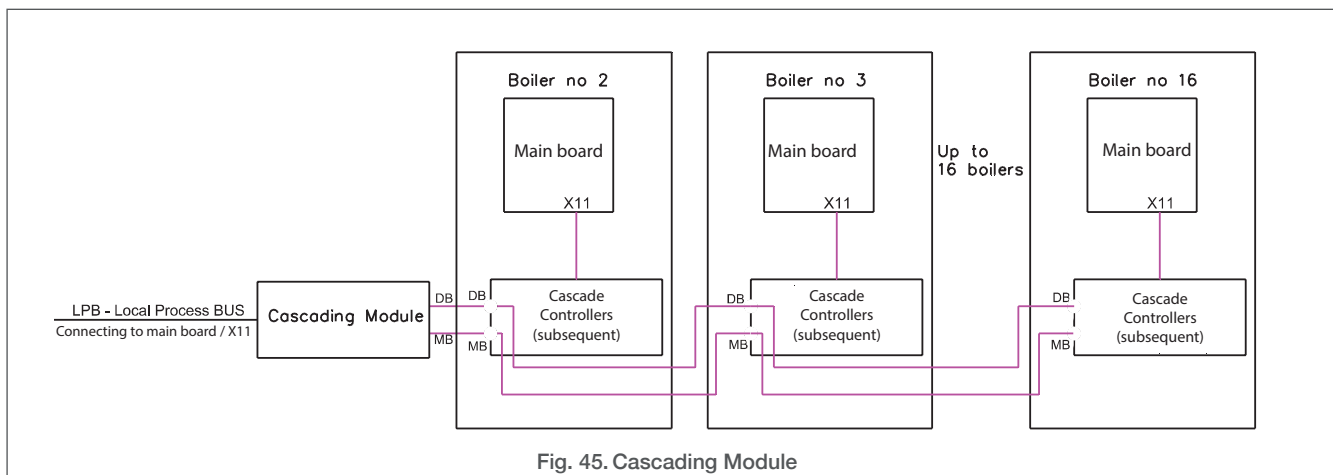 Boiler no 2
Main board
X11
Boiler no 3
Main board
X11
Up to
16 boilers
Boiler no 16
Main board
X11
LPB - Local Process BUS
Connecting to main board / X11
Cascading Module
DB
MB
DB
MB
Cascade
Controllers
(subsequent)
DB
MB
Cascade
Controllers
(subsequent)
DB
MB
Cascade
Controllers
(subsequent)
Fig. 45. Cascading Module